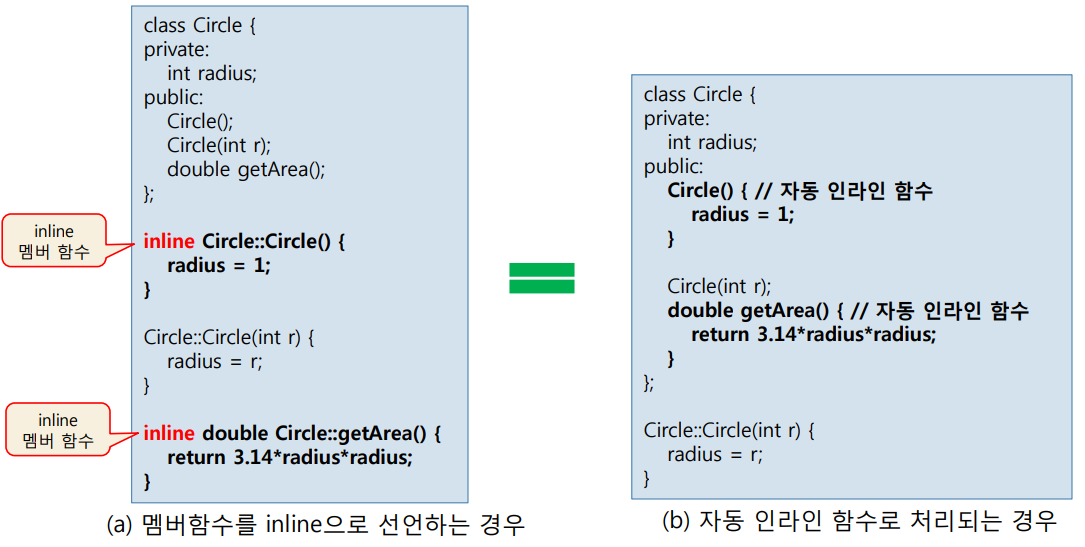 class Circle {
private:
int radius;
public:
Circle();
Circle(int r);
double getArea();
};
inline
멤버 함수
inline Circle::Circle() {
radius = 1;
}
Circle::Circle(int r) {
radius = r;
}
inline
멤버 함수
inline double Circle::getArea() {
return 3.14*radius*radius;
}
(a) 멤버함수를 inline으로 선언하는 경우
class Circle {
private:
int radius;
public:
Circle() { // 자동 인라인 함수
radius = 1;
}
Circle(int r);
double getArea() { // 자동 인라인 함수
return 3.14*radius*radius;
}
};
Circle::Circle(int r) {
radius = r;
}
(b) 자동 인라인 함수로 처리되는 경우